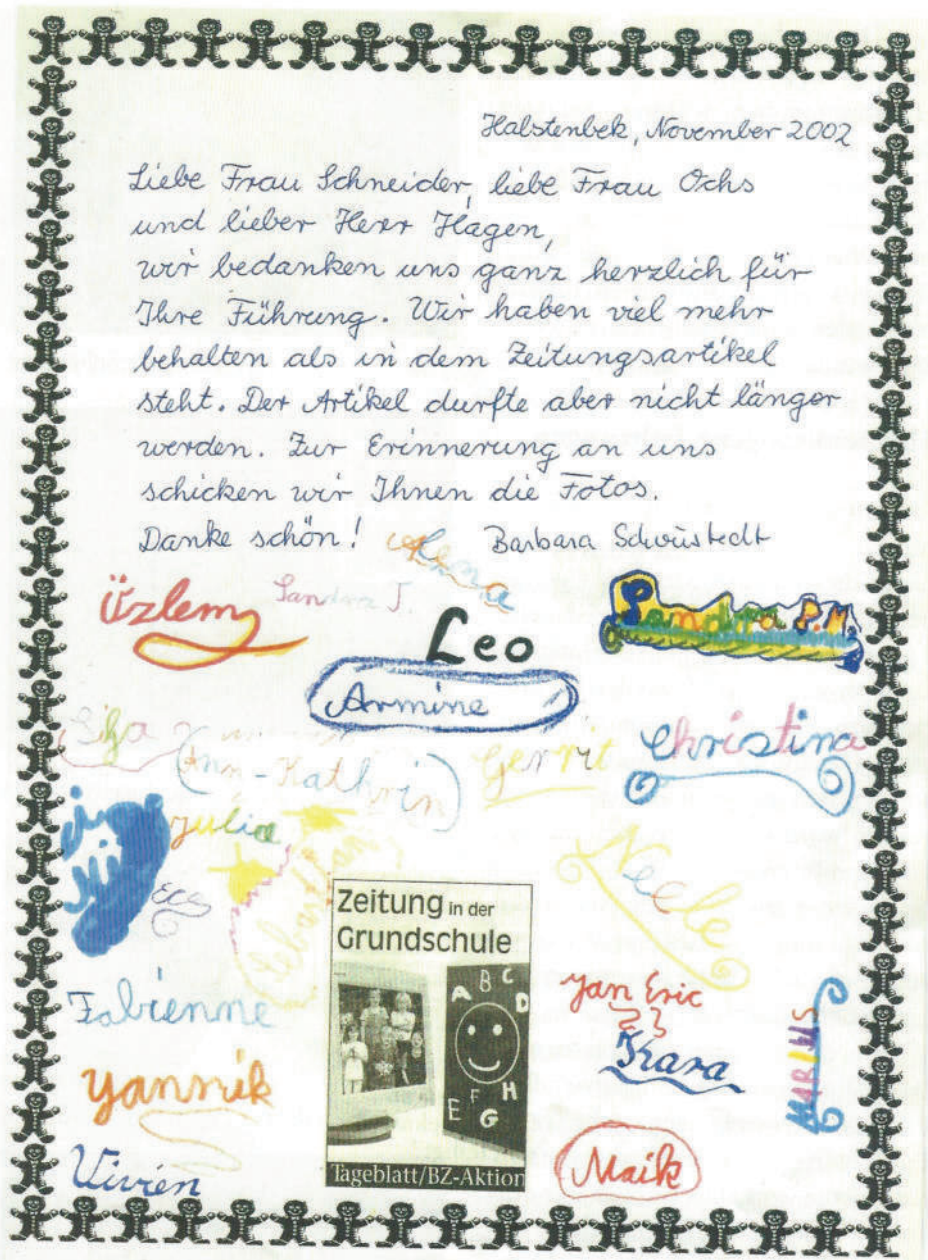 Halstenbek, November 2002
Liebe Frau Schneider, liebe Frau Ochs
und lieber Herr Hagen,
wir bedanken uns ganz herzlich für
Ihre Führung. Wir haben viel mehr
behalten als in dem Zeitungsartikel
steht. Der Artikel durfte aber nicht länger
werden. Zur Erinnerung an uns
schicken wir Ihnen die Fotos.
Danke schön! Barbara
Özlem
Sandra J.
Leo
Sandra P.M
Armine
(Ann-Kathrin)
Gerrit
Christina
Julia
Ece
Sebastian
Neele
Zeitung in der
Grundschule
A B C D
E F G H
Tageblatt/BZ-Aktion
Fabienne
Jan Eric
Kara
MARIUS
Yannik
Vivien
Maik